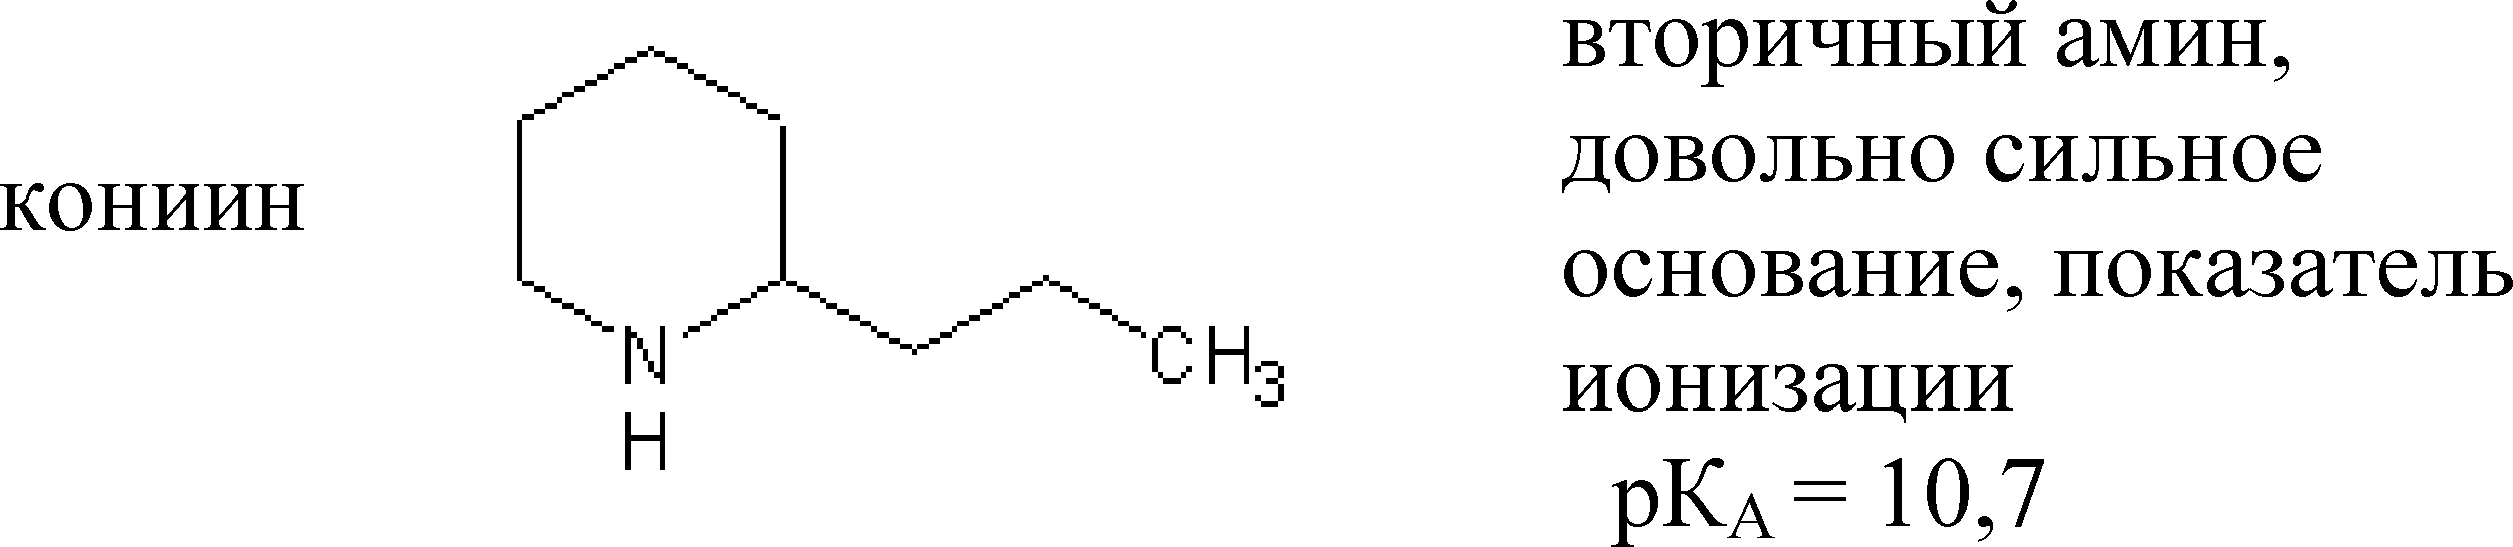 кониин
N
H
CH3
вторичный амин,
довольно сильное
основание, показатель
ионизации
pKA = 10,7